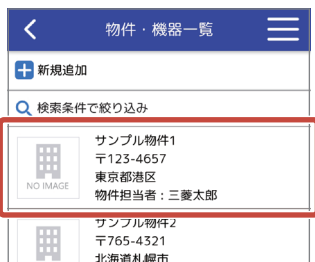 物件・機器一覧
新規追加
検索条件で絞り込み
NO IMAGE
サンプル物件1
〒123-4657
東京都港区
物件担当者：三菱太郎
サンプル物件2
〒765-4321
北海道札幌市